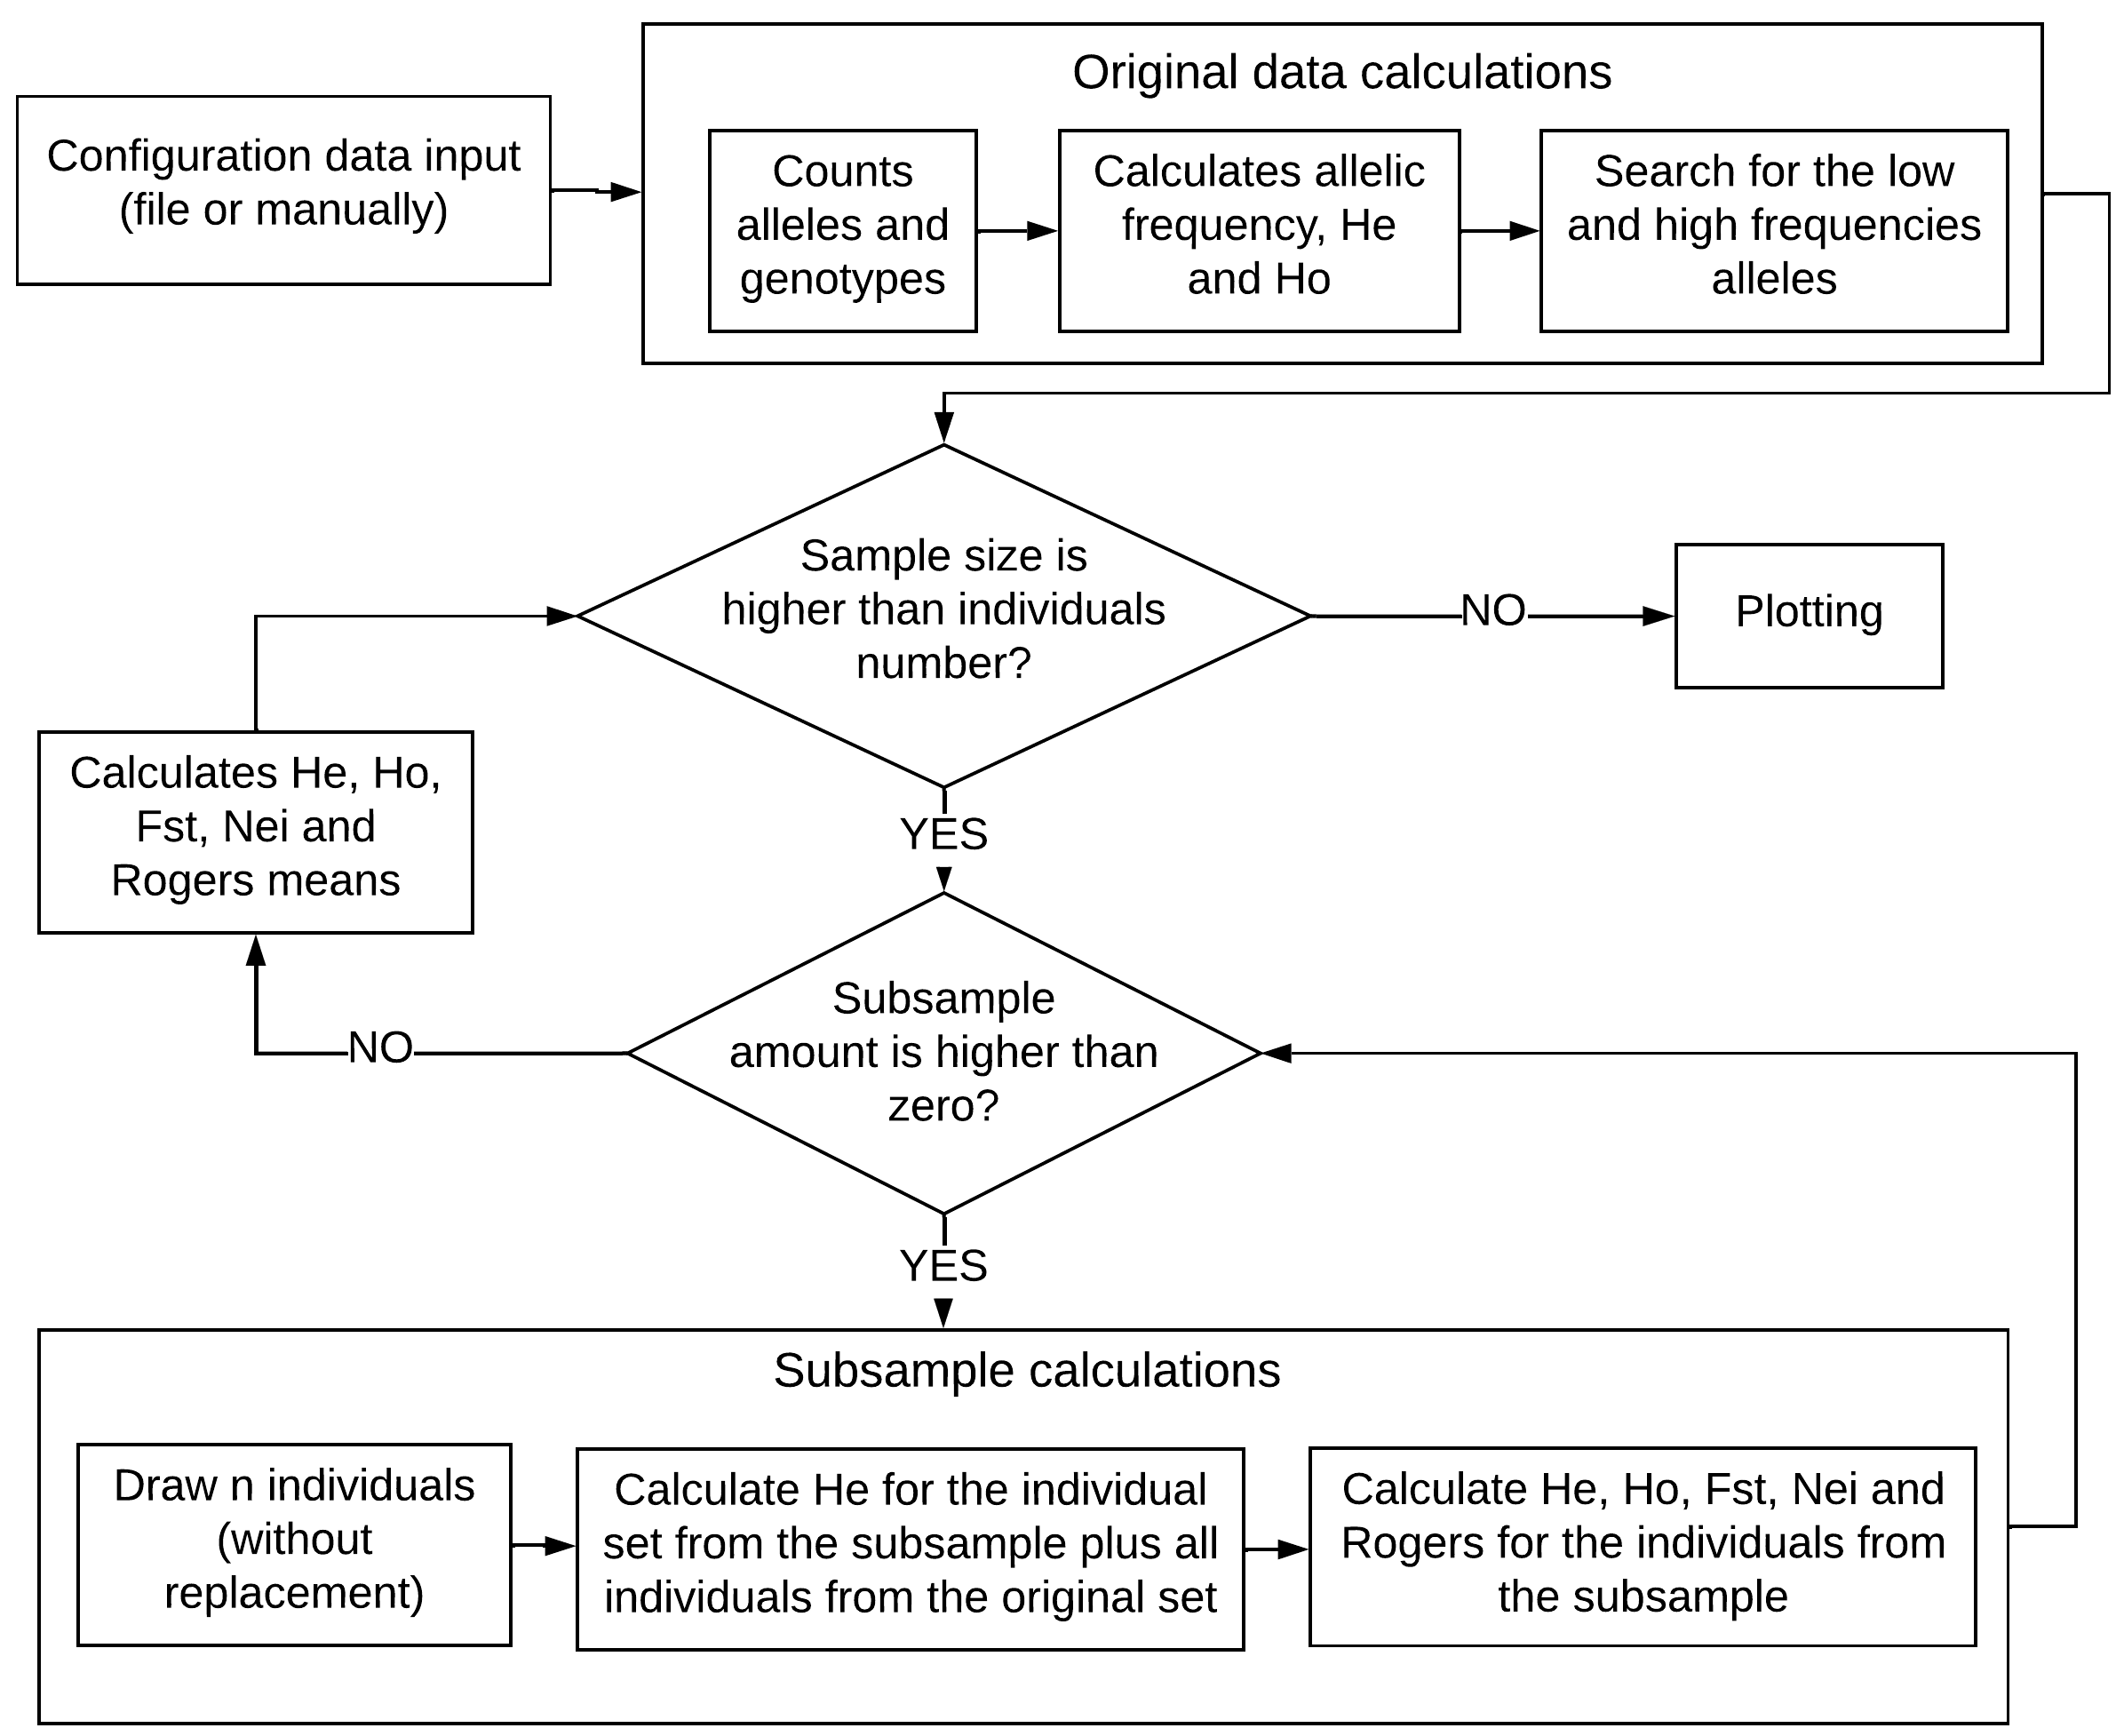 Configuration data input
(file or manually)
Original data calculations
Counts
alleles and
genotypes
Calculates allelic
frequency, He
and Ho
Search for the low
and high frequencies
alleles
Sample size is
higher than individuals
number?
NO
Plotting
YES
Calculates He, Ho,
Fst, Nei and
Rogers means
Subsample
amount is higher than
zero?
NO
YES
Subsample calculations
Draw n individuals
(without
replacement)
Calculate He for the individual
set from the subsample plus all
individuals from the original set
Calculate He, Ho, Fst, Nei and
Rogers for the individuals from
the subsample